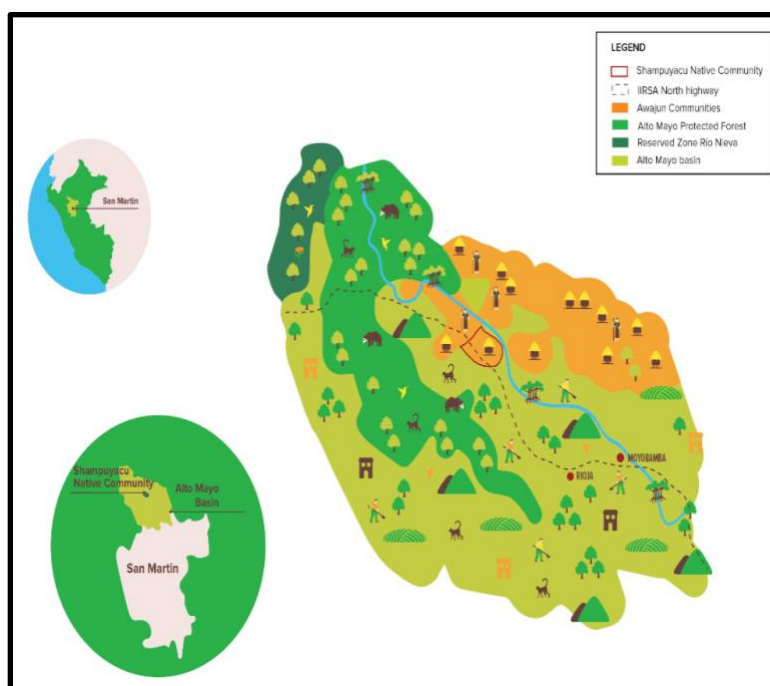 LEGEND
Shampuyacu Native Community
IIRSA North highway
Awajun Communities
Alto Mayo Protected Forest
Reserved Zone Río Nieva
Alto Mayo basin
San Martin
MOYOBAMBA
RIOJA
Shampuyacu
Native Community
Alto Mayo
Basin
San Martin